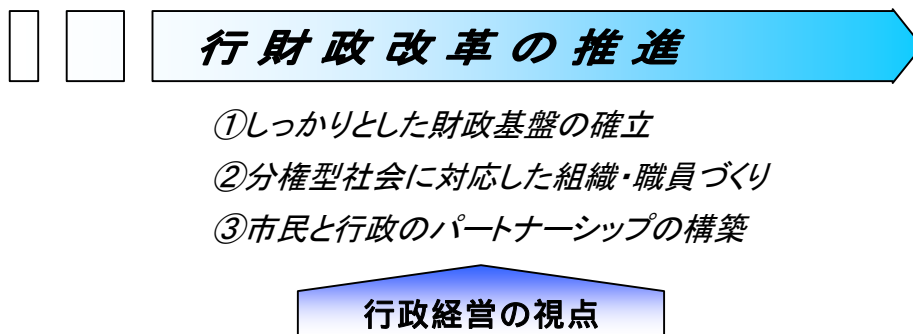 行財政改革の推進
①しっかりとした財政基盤の確立
②分権型社会に対応した組織・職員づくり
③市民と行政のパートナーシップの構築
行政経営の視点